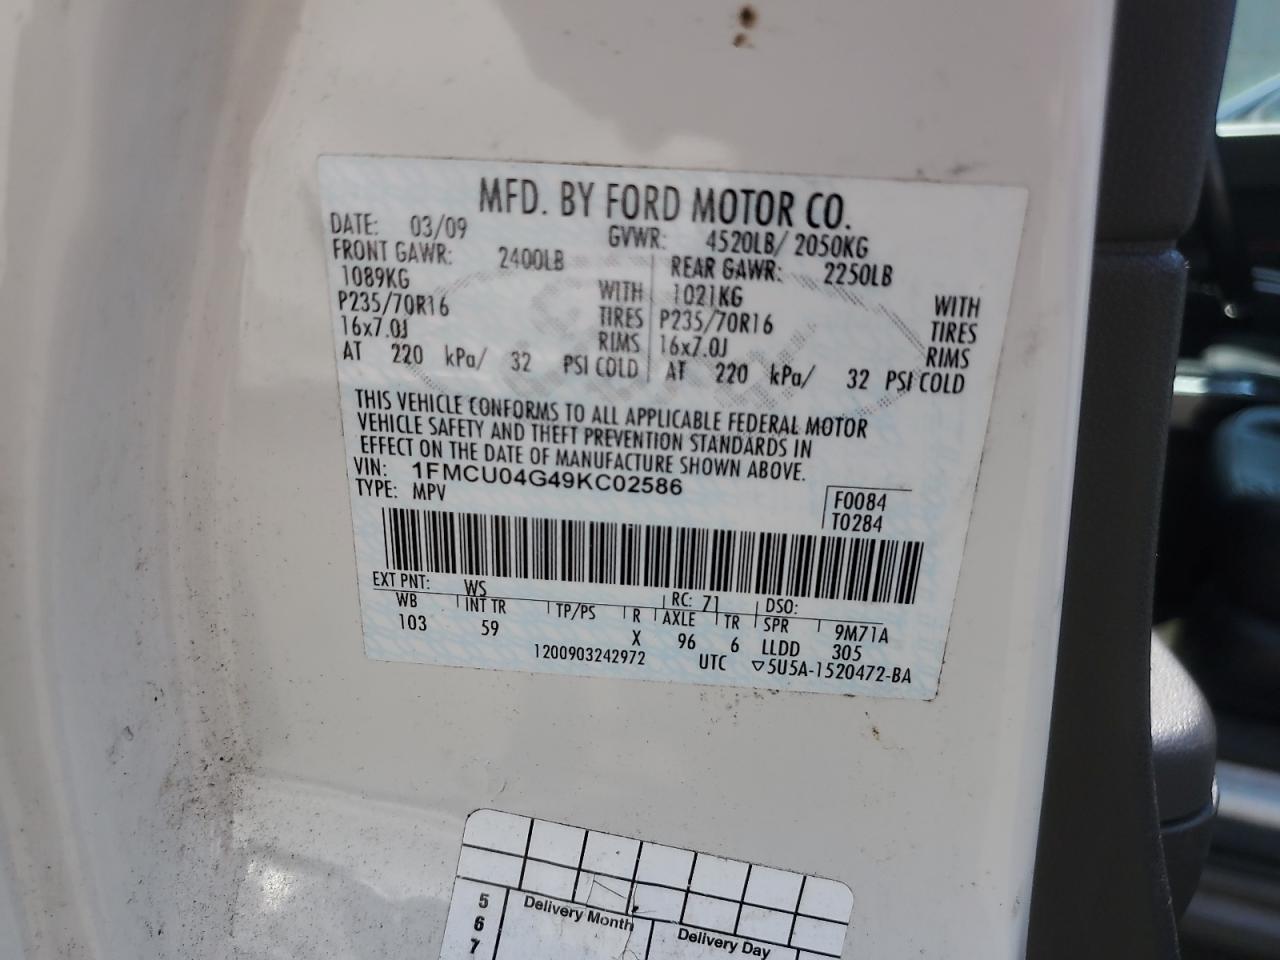 MFD. BY FORD MOTOR CO.
DATE: 03/09 GVWR: 4520LB/ 2050KG
FRONT GAWR: 2400LB REAR GAWR: 2250LB
1089KG WITH 1021KG WITH
P235/70R16 TIRES P235/70R16 TIRES
16x7.0J RIMS 16x7.0J RIMS
AT 220 kPa/ 32 PSI COLD AT 220 kPa/ 32 PSI COLD
THIS VEHICLE CONFORMS TO ALL APPLICABLE FEDERAL MOTOR
VEHICLE SAFETY AND THEFT PREVENTION STANDARDS IN
EFFECT ON THE DATE OF MANUFACTURE SHOWN ABOVE.
VIN: 1FMCU04G49KC02586
TYPE: MPV F0084
T0284
EXT PNT: WS RC: 71 DSO:
WB INT TR TP/PS R AXLE TR SPR 9M71A
103 59 X 96 6 LLDD 305
1200903242972 UTC ▽5U5A-1520472-BA
5 Delivery Month Delivery Day
6
7